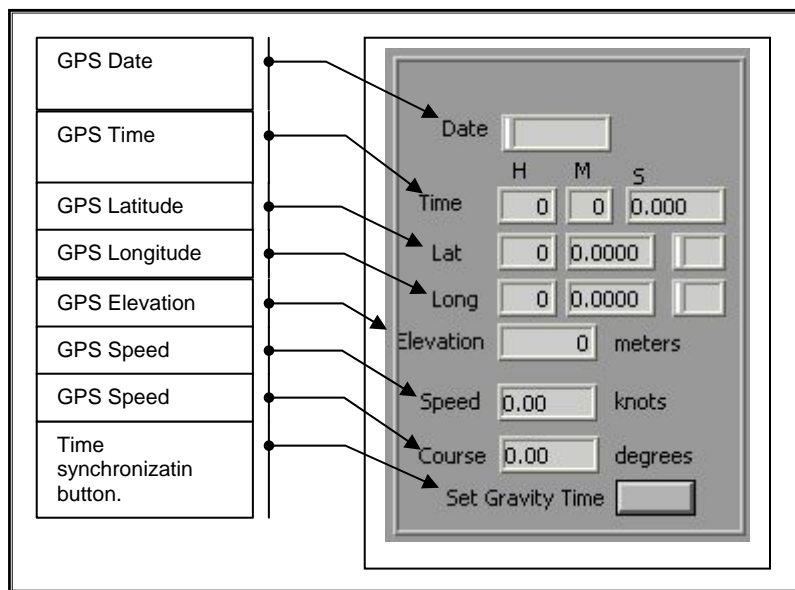 GPS Date
GPS Time
GPS Latitude
GPS Longitude
GPS Elevation
GPS Speed
GPS Speed
Time
synchronizatin
button.
Date
H M S
Time 0 0 0.000
Lat 0 0.0000
Long 0 0.0000
Elevation 0 meters
Speed 0.00 knots
Course 0.00 degrees
Set Gravity Time